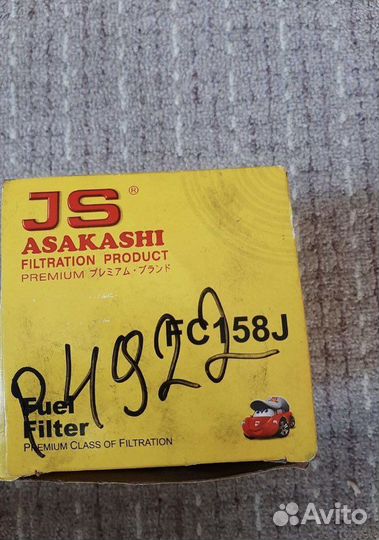 JS®
ASAKASHI
FILTRATION PRODUCT
PREMIUM プレミアム・ブランド
FC158J
P4922
Fuel
Filter
PREMIUM CLASS OF FILTRATION
Avito